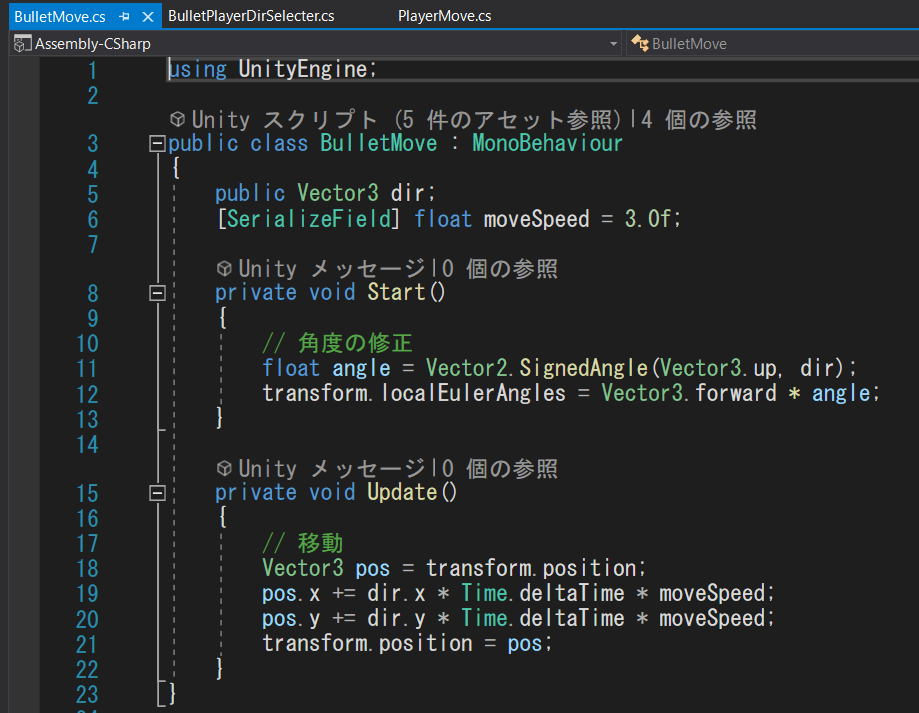 BulletMove.cs BulletPlayerDirSelecter.cs PlayerMove.cs
Assembly-CSharp BulletMove
1 using UnityEngine;
2
Unity スクリプト (5 件のアセット参照)|4 個の参照
3 public class BulletMove : MonoBehaviour
4 {
5 public Vector3 dir;
6 [SerializeField] float moveSpeed = 3.0f;
7
Unity メッセージ|0 個の参照
8 private void Start()
9 {
10 // 角度の修正
11 float angle = Vector2.SignedAngle(Vector3.up, dir);
12 transform.localEulerAngles = Vector3.forward * angle;
13 }
14
Unity メッセージ|0 個の参照
15 private void Update()
16 {
17 // 移動
18 Vector3 pos = transform.position;
19 pos.x += dir.x * Time.deltaTime * moveSpeed;
20 pos.y += dir.y * Time.deltaTime * moveSpeed;
21 transform.position = pos;
22 }
23 }